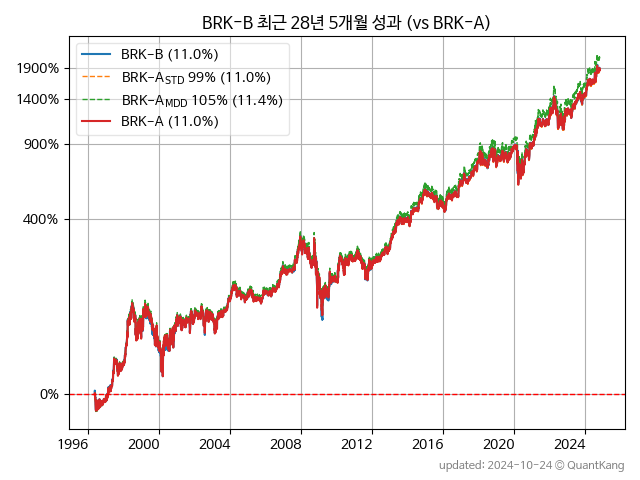 BRK-B 최근 28년 5개월 성과 (vs BRK-A)
BRK-B (11.0%)
BRK-A STD 99% (11.0%)
BRK-A MDD 105% (11.4%)
BRK-A (11.0%)
1900%
1400%
900%
400%
0%
1996 2000 2004 2008 2012 2016 2020 2024
updated: 2024-10-24 © QuantKang